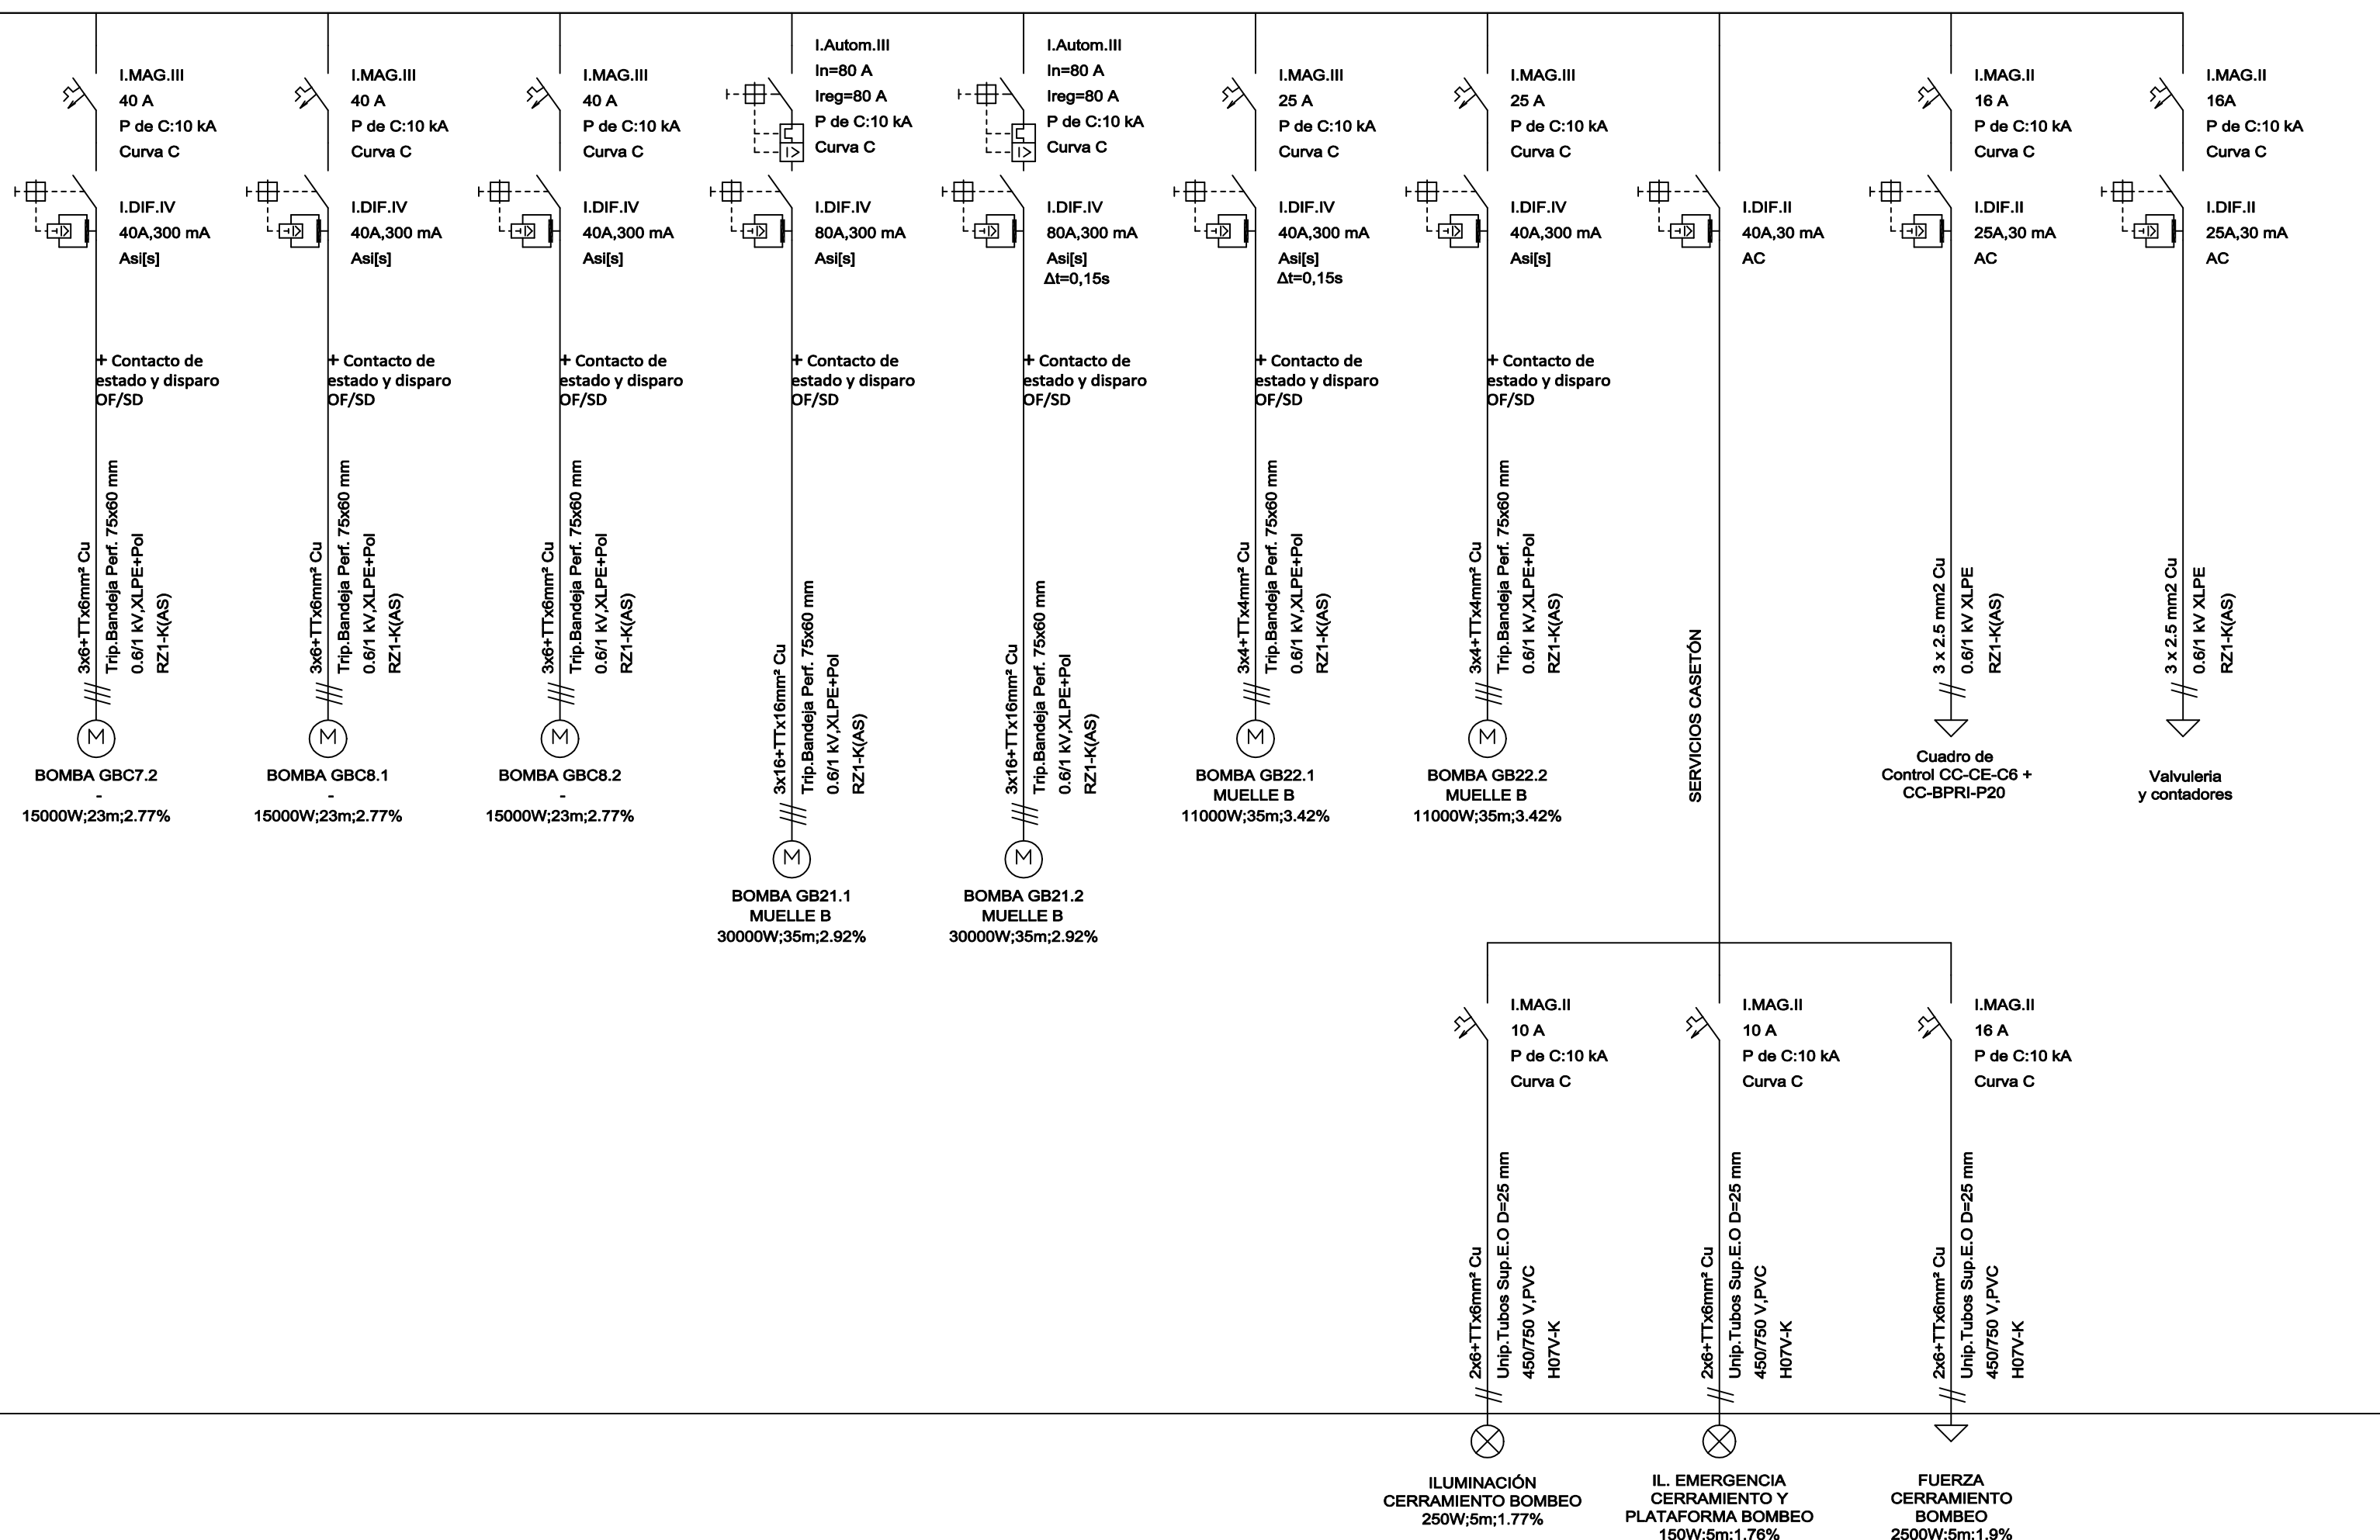 I.MAG.III
40 A
P de C:10 kA
Curva C
I.DIF.IV
40A,300 mA
Asi[s]
+ Contacto de
estado y disparo
OF/SD
3x6+TTx6mm² Cu
Trip.Bandeja Perf. 75x60 mm
0.6/1 kV,XLPE+Pol
RZ1-K(AS)
M
BOMBA GBC7.2
-
15000W;23m;2.77%
I.MAG.III
40 A
P de C:10 kA
Curva C
I.DIF.IV
40A,300 mA
Asi[s]
+ Contacto de
estado y disparo
OF/SD
3x6+TTx6mm² Cu
Trip.Bandeja Perf. 75x60 mm
0.6/1 kV,XLPE+Pol
RZ1-K(AS)
M
BOMBA GBC8.1
-
15000W;23m;2.77%
I.MAG.III
40 A
P de C:10 kA
Curva C
I.DIF.IV
40A,300 mA
Asi[s]
+ Contacto de
estado y disparo
OF/SD
3x6+TTx6mm² Cu
Trip.Bandeja Perf. 75x60 mm
0.6/1 kV,XLPE+Pol
RZ1-K(AS)
M
BOMBA GBC8.2
-
15000W;23m;2.77%
I.Autom.III
In=80 A
Ireg=80 A
P de C:10 kA
Curva C
I>
I.DIF.IV
80A,300 mA
Asi[s]
+ Contacto de
estado y disparo
OF/SD
3x16+TTx16mm² Cu
Trip.Bandeja Perf. 75x60 mm
0.6/1 kV,XLPE+Pol
RZ1-K(AS)
M
BOMBA GB21.1
MUELLE B
30000W;35m;2.92%
I.Autom.III
In=80 A
Ireg=80 A
P de C:10 kA
Curva C
I>
I.DIF.IV
80A,300 mA
Asi[s]
Δt=0,15s
+ Contacto de
estado y disparo
OF/SD
3x16+TTx16mm² Cu
Trip.Bandeja Perf. 75x60 mm
0.6/1 kV,XLPE+Pol
RZ1-K(AS)
M
BOMBA GB21.2
MUELLE B
30000W;35m;2.92%
I.MAG.III
25 A
P de C:10 kA
Curva C
I.DIF.IV
40A,300 mA
Asi[s]
Δt=0,15s
+ Contacto de
estado y disparo
OF/SD
3x4+TTx4mm² Cu
Trip.Bandeja Perf. 75x60 mm
0.6/1 kV,XLPE+Pol
RZ1-K(AS)
M
BOMBA GB22.1
MUELLE B
11000W;35m;3.42%
I.MAG.III
25 A
P de C:10 kA
Curva C
I.DIF.IV
40A,300 mA
Asi[s]
+ Contacto de
estado y disparo
OF/SD
3x4+TTx4mm² Cu
Trip.Bandeja Perf. 75x60 mm
0.6/1 kV,XLPE+Pol
RZ1-K(AS)
M
BOMBA GB22.2
MUELLE B
11000W;35m;3.42%
I.DIF.II
40A,30 mA
AC
SERVICIOS CASETÓN
I.MAG.II
16 A
P de C:10 kA
Curva C
I.DIF.II
25A,30 mA
AC
3 x 2.5 mm2 Cu
0.6/1 kV XLPE
RZ1-K(AS)
Cuadro de
Control CC-CE-C6 +
CC-BPRI-P20
I.MAG.II
16A
P de C:10 kA
Curva C
I.DIF.II
25A,30 mA
AC
3 x 2.5 mm2 Cu
0.6/1 kV XLPE
RZ1-K(AS)
Valvuleria
y contadores
I.MAG.II
10 A
P de C:10 kA
Curva C
2x6+TTx6mm² Cu
Unip.Tubos Sup.E.O D=25 mm
450/750 V,PVC
H07V-K
ILUMINACIÓN
CERRAMIENTO BOMBEO
250W;5m;1.77%
I.MAG.II
10 A
P de C:10 kA
Curva C
2x6+TTx6mm² Cu
Unip.Tubos Sup.E.O D=25 mm
450/750 V,PVC
H07V-K
IL. EMERGENCIA
CERRAMIENTO Y
PLATAFORMA BOMBEO
150W;5m;1.76%
I.MAG.II
16 A
P de C:10 kA
Curva C
2x6+TTx6mm² Cu
Unip.Tubos Sup.E.O D=25 mm
450/750 V,PVC
H07V-K
FUERZA
CERRAMIENTO
BOMBEO
2500W;5m;1.9%